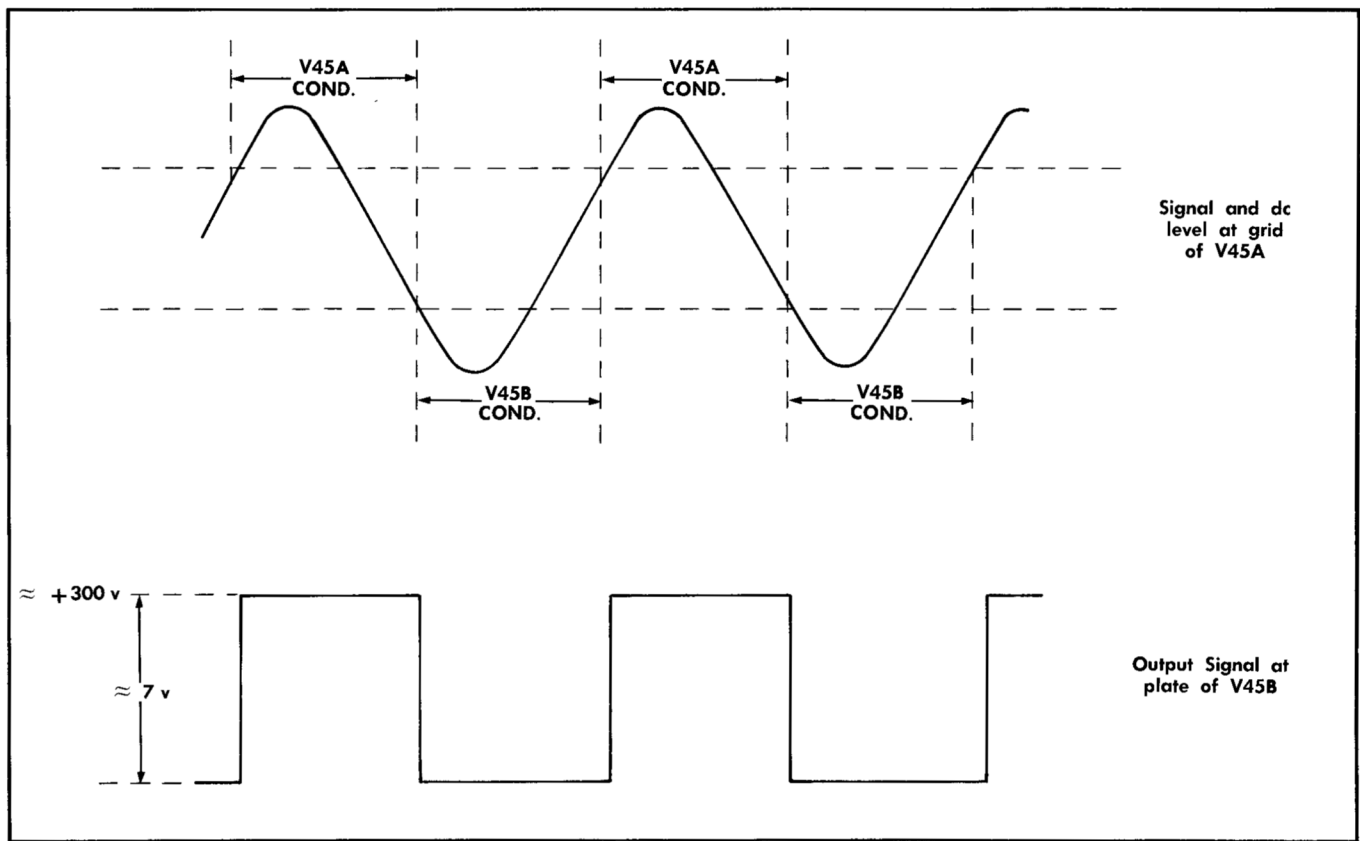 V45A
COND.
V45A
COND.
Signal and dc
level at grid
of V45A
V45B
COND.
V45B
COND.
≈ +300 v
≈ 7 v
Output Signal at
plate of V45B